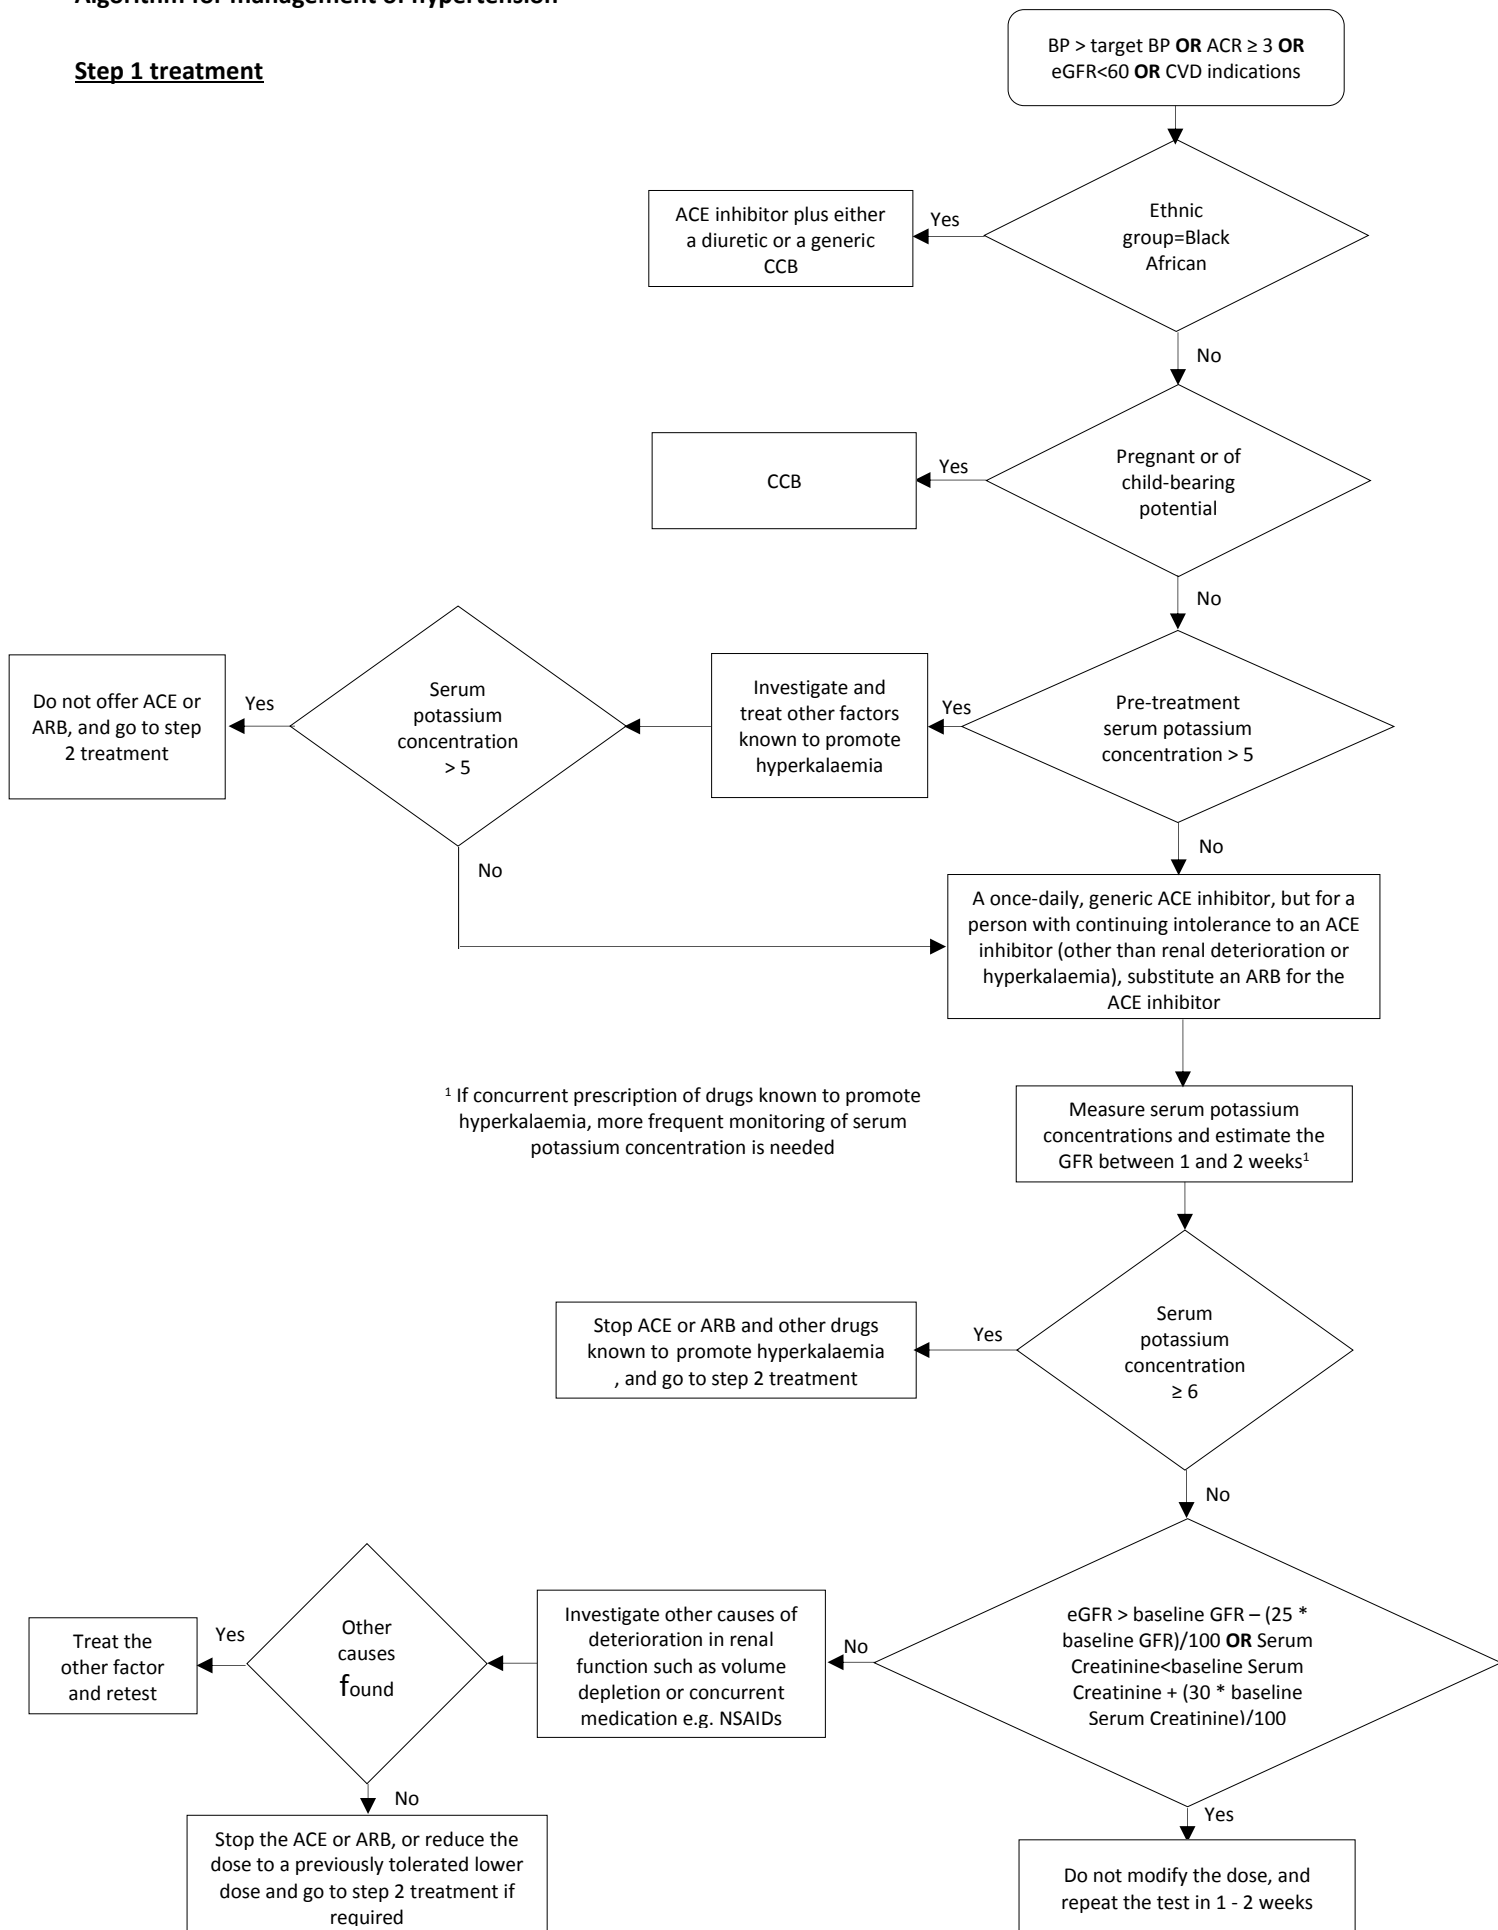 Algorithm for management of hypertension
Step 1 treatment
BP > target BP OR ACR ≥ 3 OR
eGFR<60 OR CVD indications
Ethnic
group=Black
African
Yes
ACE inhibitor plus either
a diuretic or a generic
CCB
No
Pregnant or of
child-bearing
potential
Yes
CCB
No
Pre-treatment
serum potassium
concentration > 5
Yes
Investigate and
treat other factors
known to promote
hyperkalaemia
Serum
potassium
concentration
> 5
Yes
Do not offer ACE or
ARB, and go to step
2 treatment
No
No
A once-daily, generic ACE inhibitor, but for a
person with continuing intolerance to an ACE
inhibitor (other than renal deterioration or
hyperkalaemia), substitute an ARB for the
ACE inhibitor
¹ If concurrent prescription of drugs known to promote
hyperkalaemia, more frequent monitoring of serum
potassium concentration is needed
Measure serum potassium
concentrations and estimate the
GFR between 1 and 2 weeks¹
Serum
potassium
concentration
≥ 6
Yes
Stop ACE or ARB and other drugs
known to promote hyperkalaemia
, and go to step 2 treatment
No
eGFR > baseline GFR – (25 *
baseline GFR)/100 OR Serum
Creatinine<baseline Serum
Creatinine + (30 * baseline
Serum Creatinine)/100
No
Investigate other causes of
deterioration in renal
function such as volume
depletion or concurrent
medication e.g. NSAIDs
Other
causes
found
Yes
Treat the
other factor
and retest
No
Stop the ACE or ARB, or reduce the
dose to a previously tolerated lower
dose and go to step 2 treatment if
required
Yes
Do not modify the dose, and
repeat the test in 1 - 2 weeks